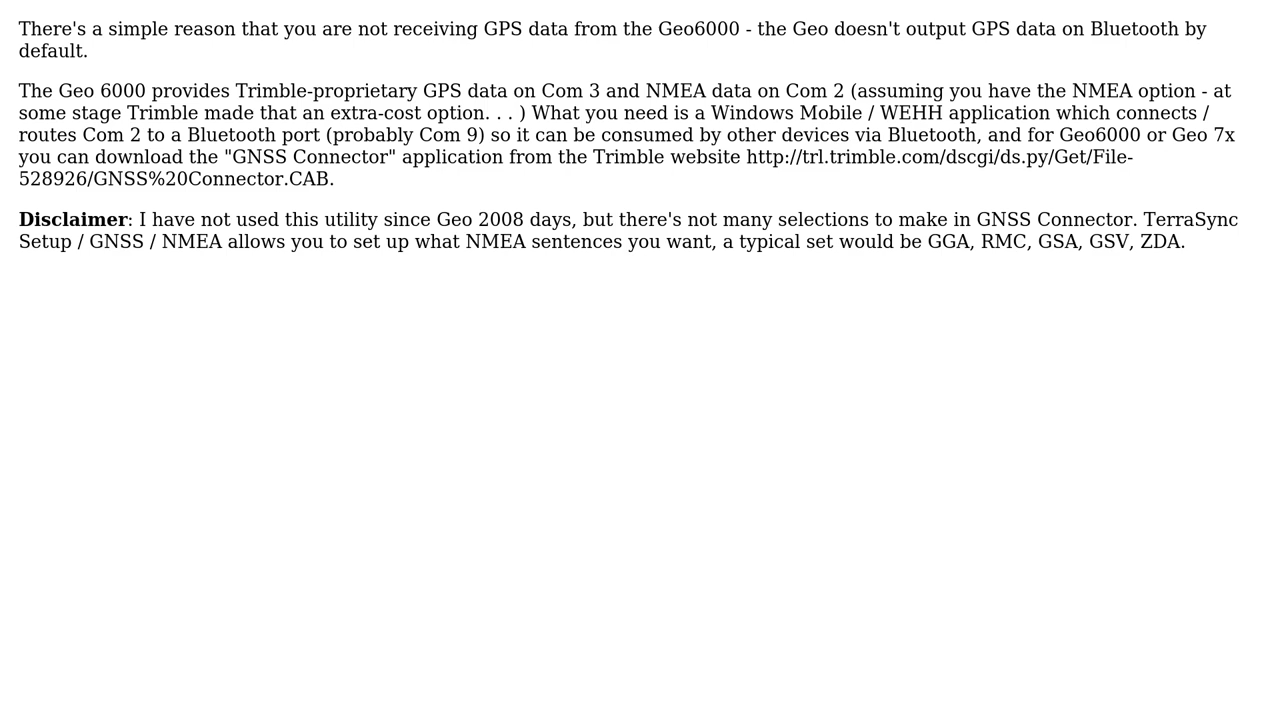 There's a simple reason that you are not receiving GPS data from the Geo6000 - the Geo doesn't output GPS data on Bluetooth by
default.
The Geo 6000 provides Trimble-proprietary GPS data on Com 3 and NMEA data on Com 2 (assuming you have the NMEA option - at
some stage Trimble made that an extra-cost option. . . ) What you need is a Windows Mobile / WEHH application which connects /
routes Com 2 to a Bluetooth port (probably Com 9) so it can be consumed by other devices via Bluetooth, and for Geo6000 or Geo 7x
you can download the "GNSS Connector" application from the Trimble website http://trl.trimble.com/dscgi/ds.py/Get/File-
528926/GNSS%20Connector.CAB.
Disclaimer: I have not used this utility since Geo 2008 days, but there's not many selections to make in GNSS Connector. TerraSync
Setup / GNSS / NMEA allows you to set up what NMEA sentences you want, a typical set would be GGA, RMC, GSA, GSV, ZDA.